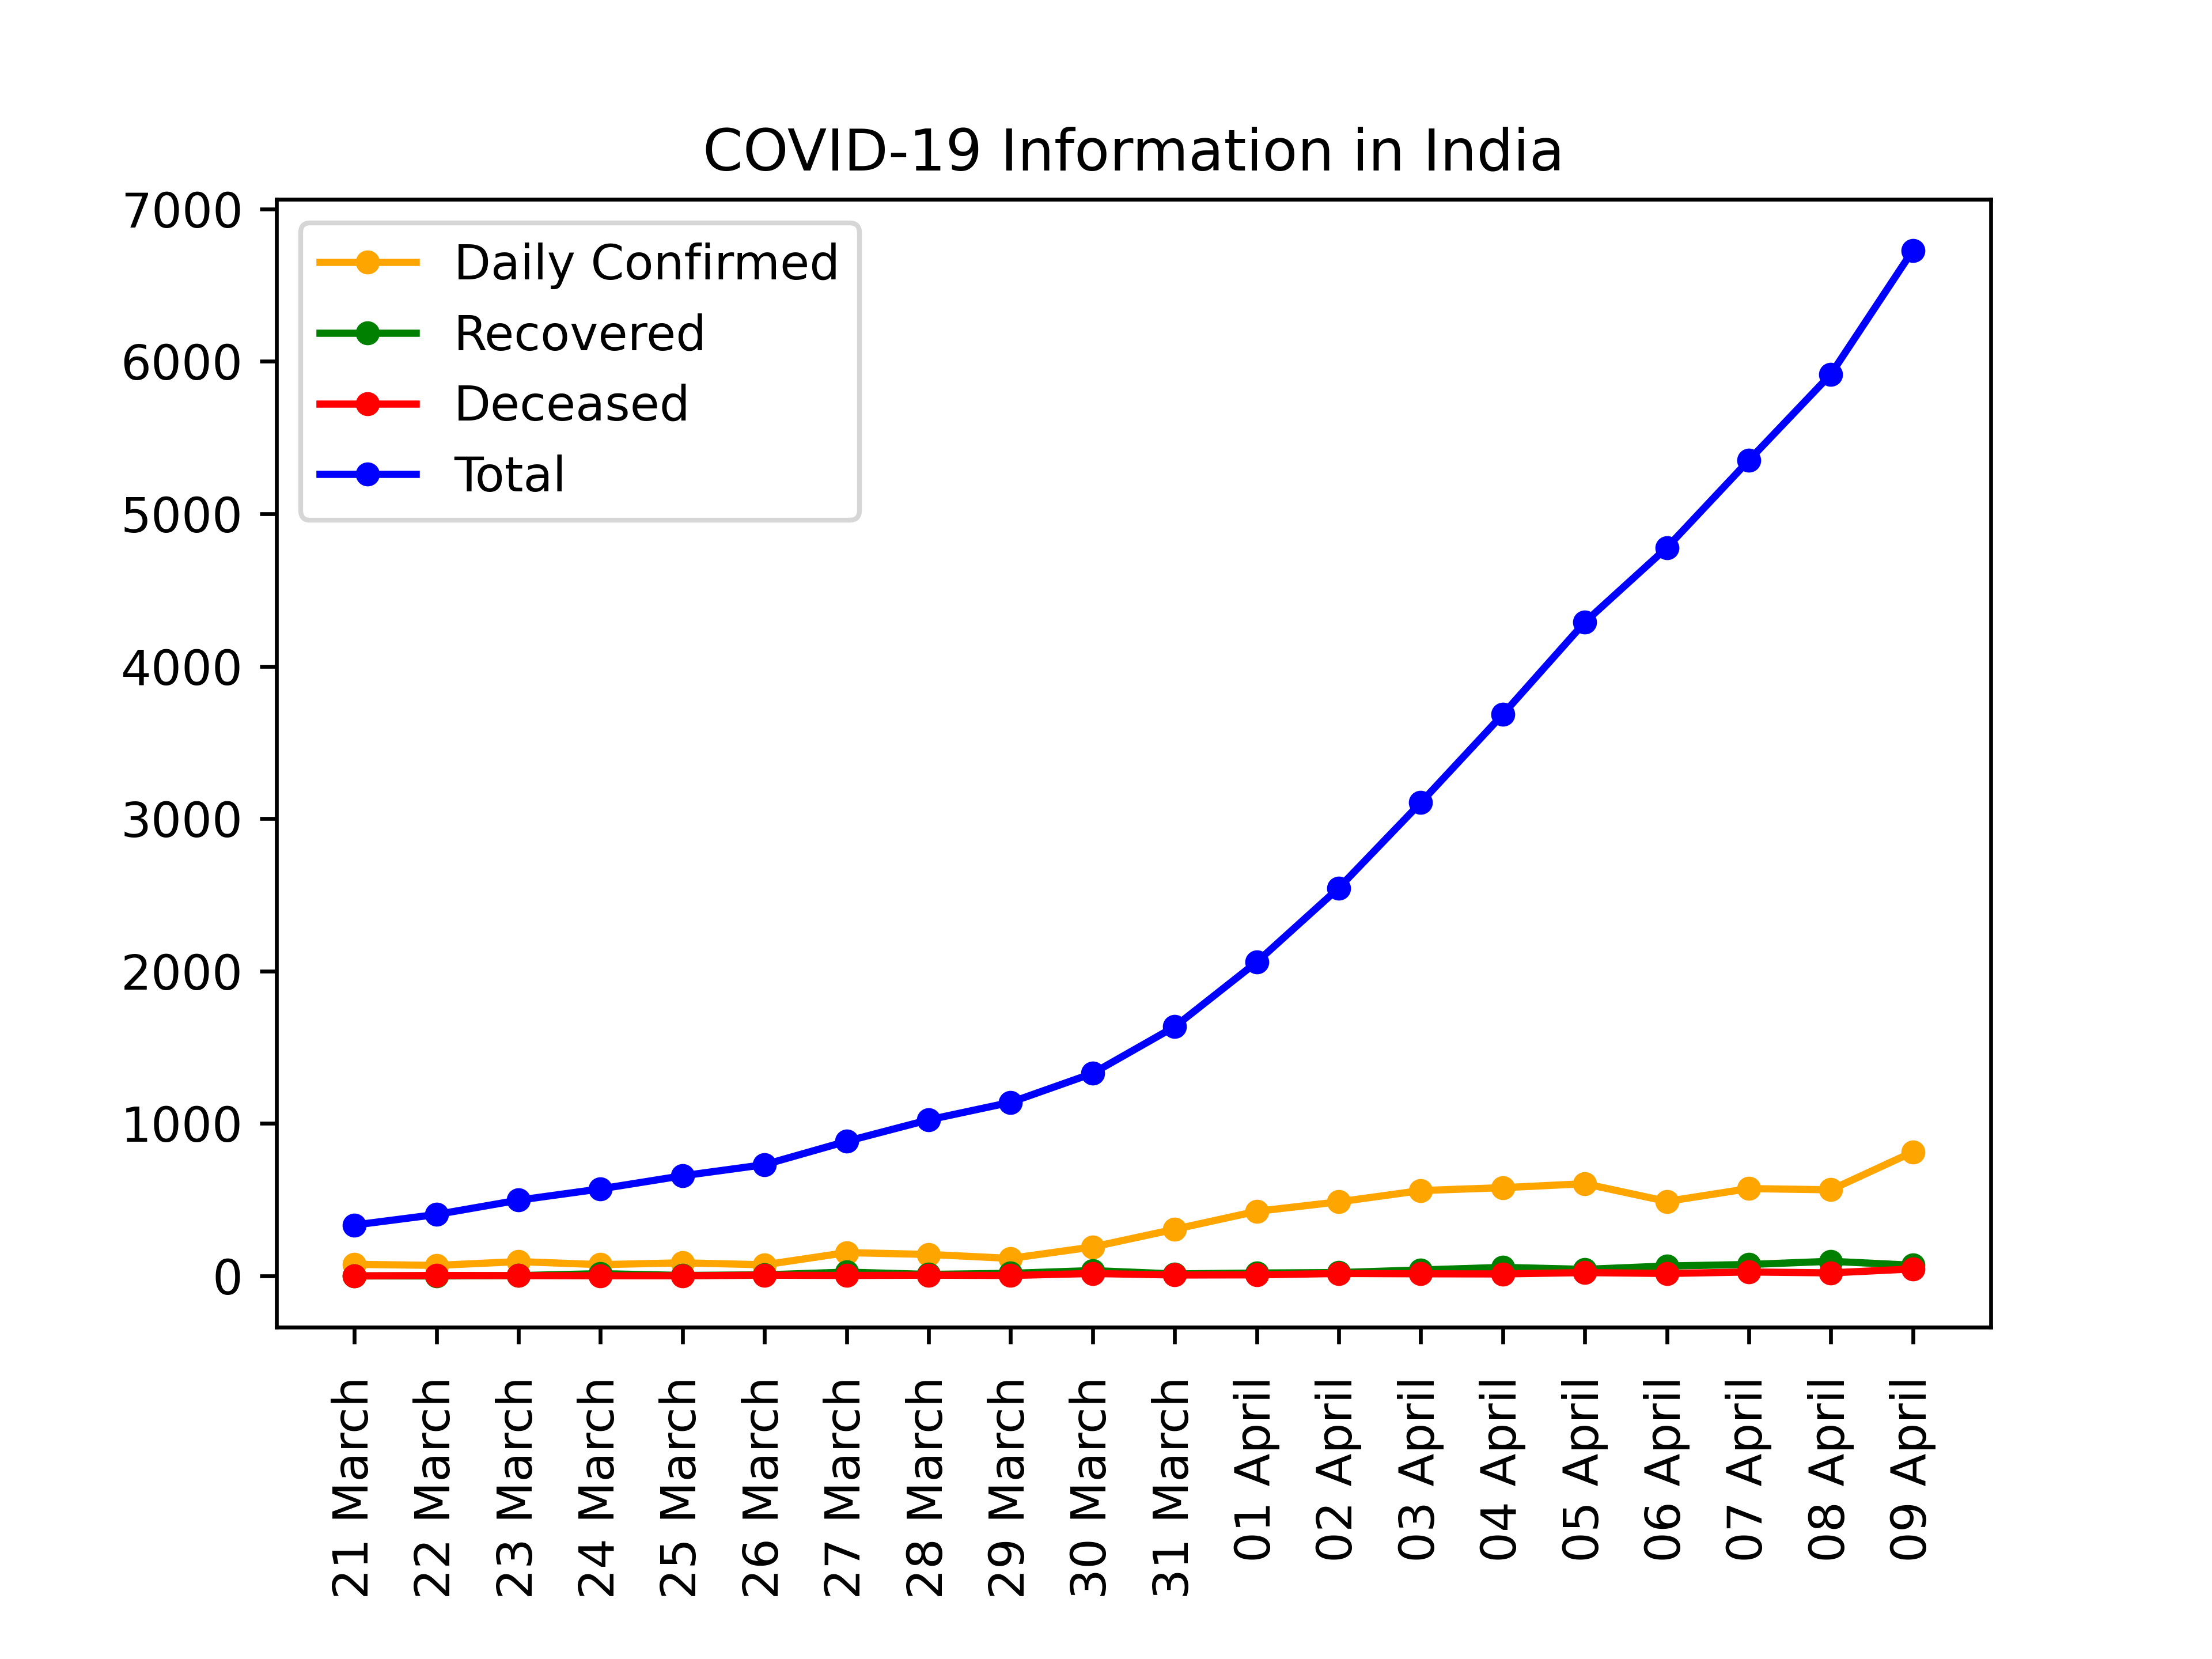 COVID-19 Information in India
Daily Confirmed
Recovered
Deceased
Total
7000
6000
5000
4000
3000
2000
1000
0
21 March
22 March
23 March
24 March
25 March
26 March
27 March
28 March
29 March
30 March
31 March
01 April
02 April
03 April
04 April
05 April
06 April
07 April
08 April
09 April